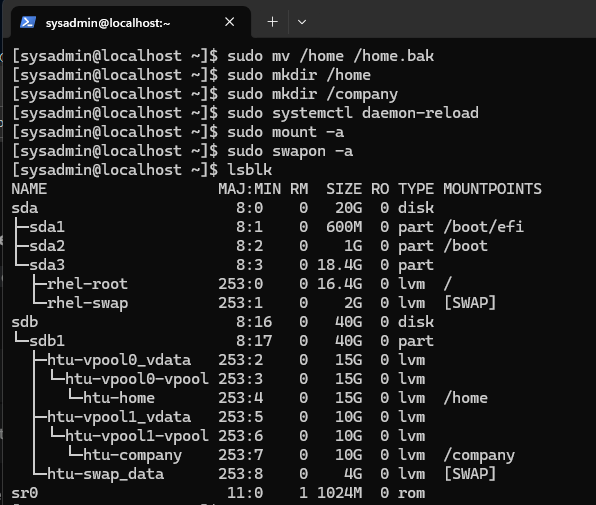 sysadmin@localhost:~
[sysadmin@localhost ~]$ sudo mv /home /home.bak
[sysadmin@localhost ~]$ sudo mkdir /home
[sysadmin@localhost ~]$ sudo mkdir /company
[sysadmin@localhost ~]$ sudo systemctl daemon-reload
[sysadmin@localhost ~]$ sudo mount -a
[sysadmin@localhost ~]$ sudo swapon -a
[sysadmin@localhost ~]$ lsblk
NAME                    MAJ:MIN RM  SIZE RO TYPE MOUNTPOINTS
sda                       8:0    0   20G  0 disk
├─sda1                    8:1    0  600M  0 part /boot/efi
├─sda2                    8:2    0    1G  0 part /boot
└─sda3                    8:3    0 18.4G  0 part
  ├─rhel-root           253:0    0 16.4G  0 lvm  /
  └─rhel-swap           253:1    0    2G  0 lvm  [SWAP]
sdb                       8:16   0   40G  0 disk
└─sdb1                    8:17   0   40G  0 part
  ├─htu-vpool0_vdata    253:2    0   15G  0 lvm
  │ └─htu-vpool0-vpool  253:3    0   15G  0 lvm
  │   └─htu-home        253:4    0   15G  0 lvm  /home
  ├─htu-vpool1_vdata    253:5    0   10G  0 lvm
  │ └─htu-vpool1-vpool  253:6    0   10G  0 lvm
  │   └─htu-company     253:7    0   10G  0 lvm  /company
  └─htu-swap_data       253:8    0    4G  0 lvm  [SWAP]
sr0                      11:0    1 1024M  0 rom